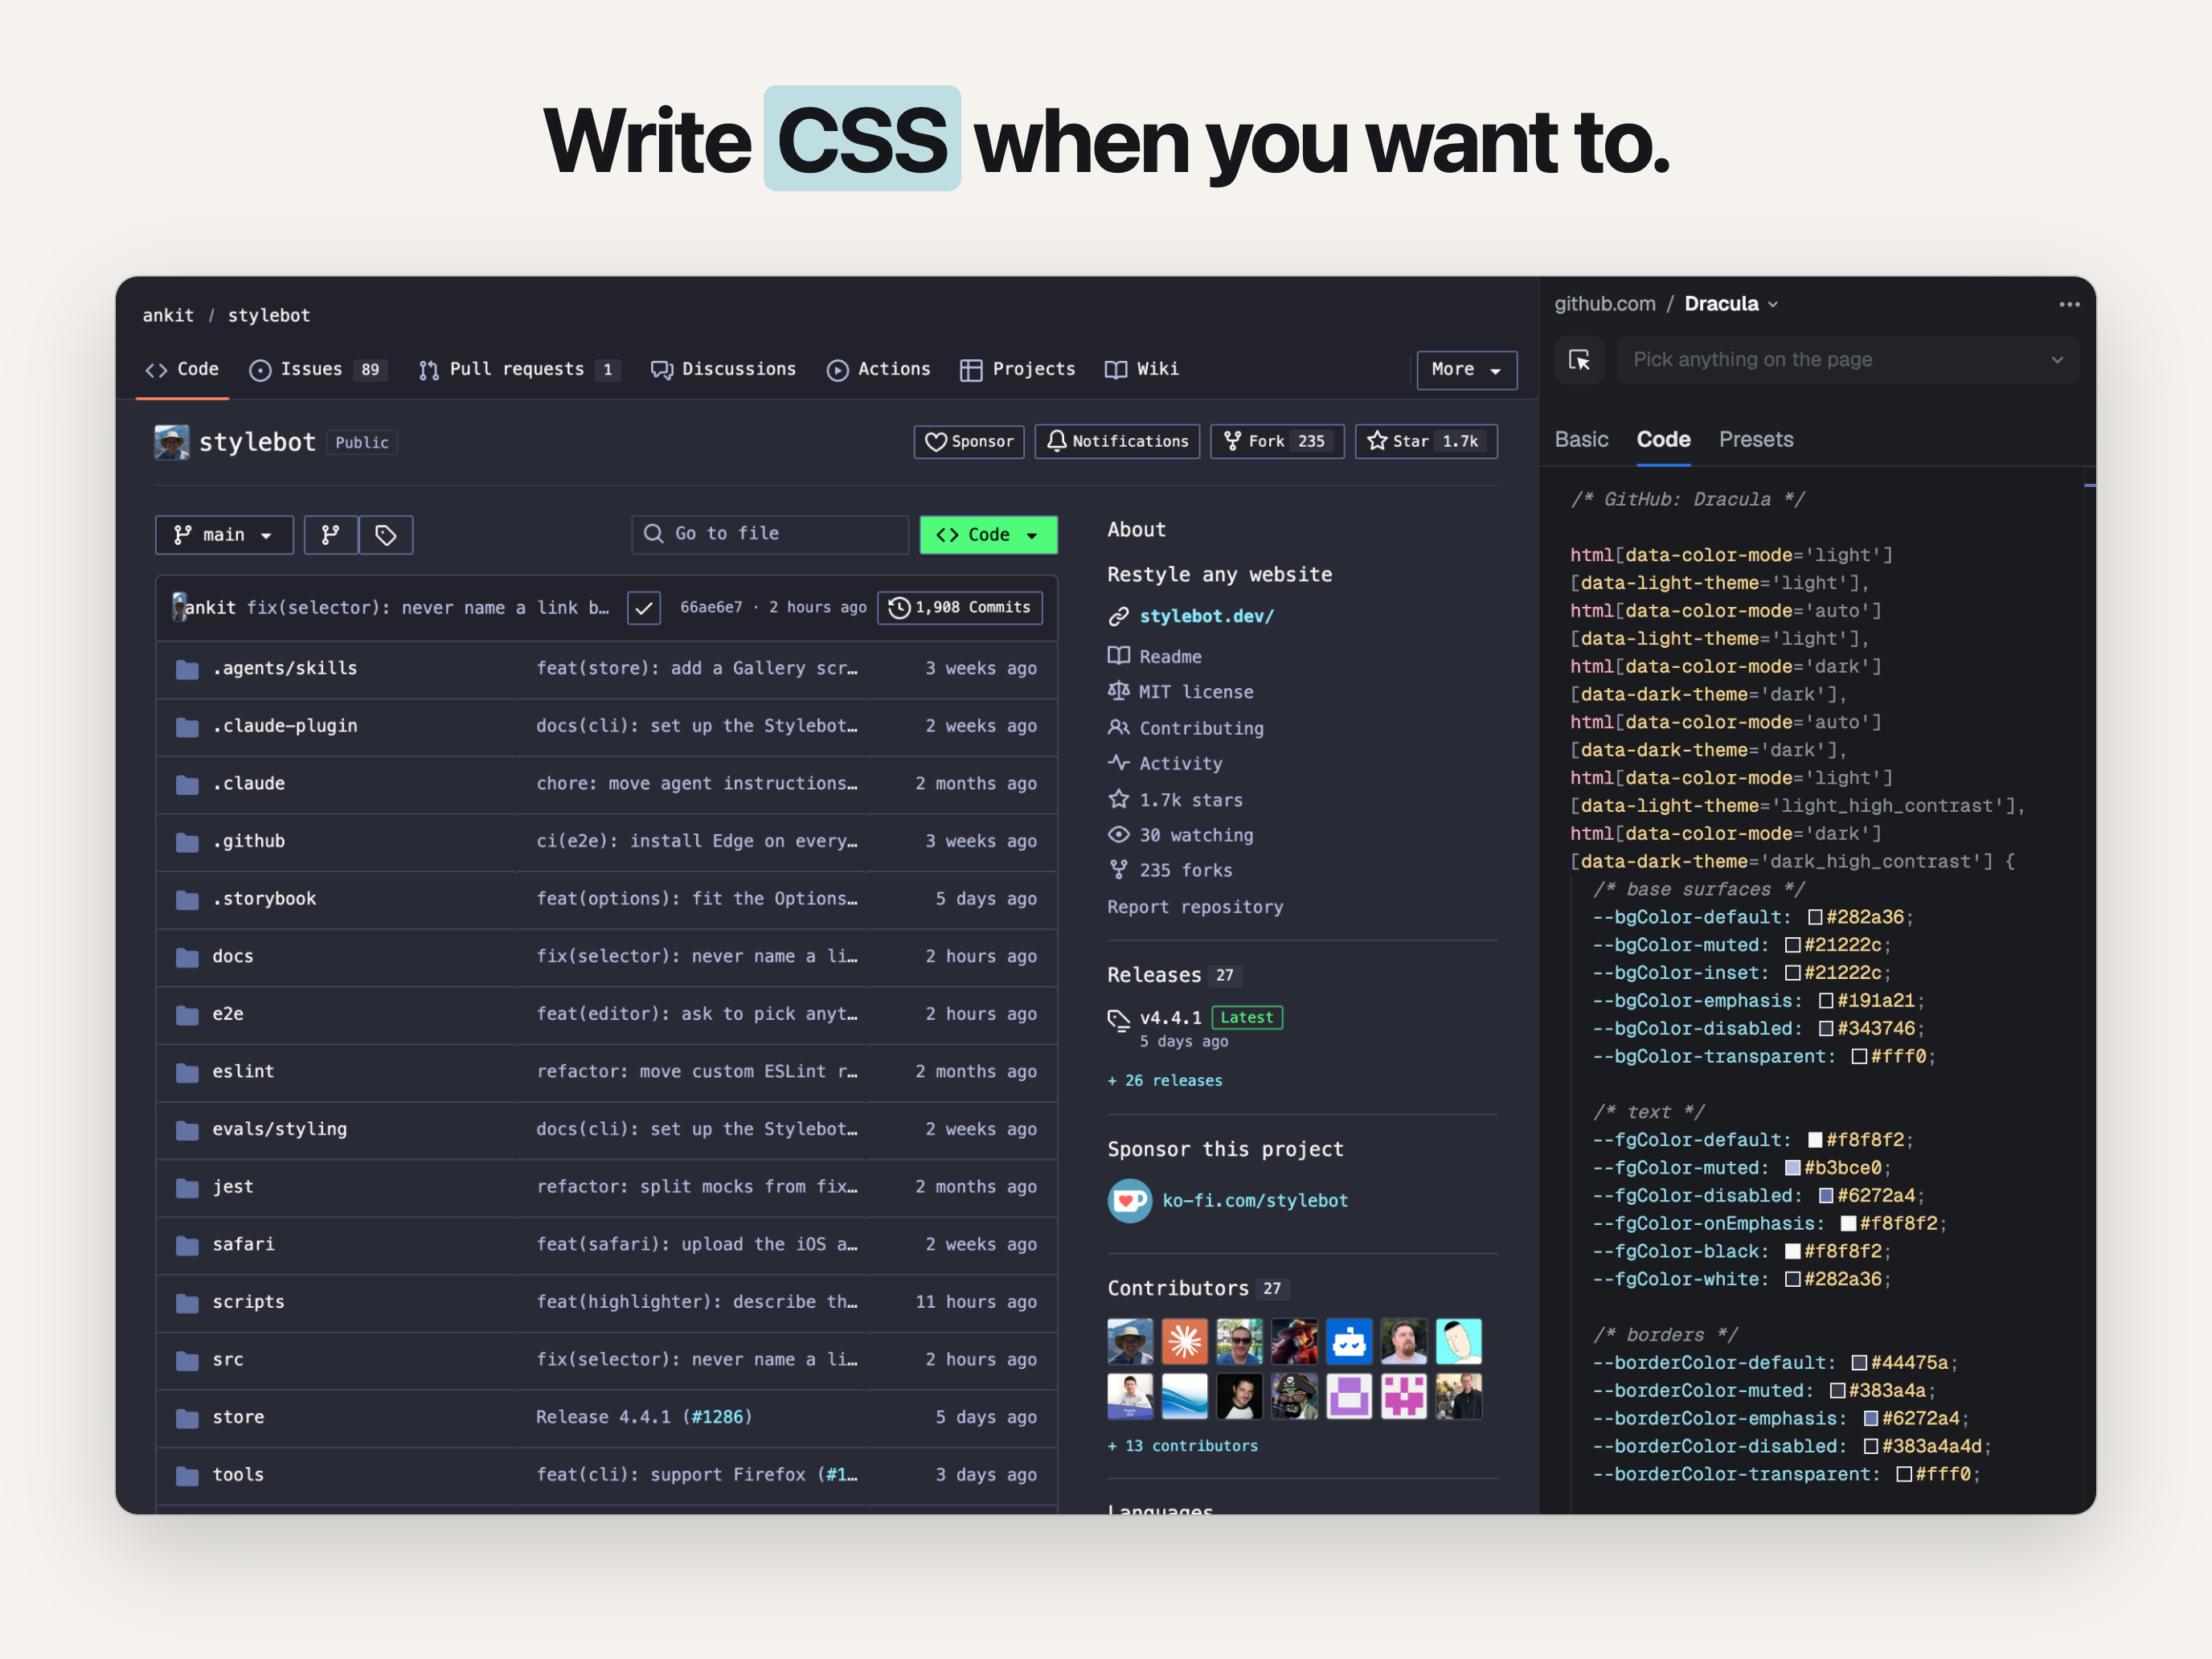 Write CSS when you want to.
ankit / stylebot
Code Issues 89 Pull requests 1 Discussions Actions Projects Wiki More
stylebot Public Sponsor Notifications Fork 235 Star 1.7k
main Go to file Code
ankit fix(selector): never name a link b… 66ae6e7 · 2 hours ago 1,908 Commits
.agents/skills feat(store): add a Gallery scr… 3 weeks ago
.claude-plugin docs(cli): set up the Stylebot… 2 weeks ago
.claude chore: move agent instructions… 2 months ago
.github ci(e2e): install Edge on every… 3 weeks ago
.storybook feat(options): fit the Options… 5 days ago
docs fix(selector): never name a li… 2 hours ago
e2e feat(editor): ask to pick anyt… 2 hours ago
eslint refactor: move custom ESLint r… 2 months ago
evals/styling docs(cli): set up the Stylebot… 2 weeks ago
jest refactor: split mocks from fix… 2 months ago
safari feat(safari): upload the iOS a… 2 weeks ago
scripts feat(highlighter): describe th… 11 hours ago
src fix(selector): never name a li… 2 hours ago
store Release 4.4.1 (#1286) 5 days ago
tools feat(cli): support Firefox (#1… 3 days ago
About
Restyle any website
stylebot.dev/
Readme
MIT license
Contributing
Activity
1.7k stars
30 watching
235 forks
Report repository
Releases 27
v4.4.1 Latest
5 days ago
+ 26 releases
Sponsor this project
ko-fi.com/stylebot
Contributors 27
+ 13 contributors
Languages
github.com / Dracula
Pick anything on the page
Basic Code Presets
/* GitHub: Dracula */
html[data-color-mode='light']
[data-light-theme='light'],
html[data-color-mode='auto']
[data-light-theme='light'],
html[data-color-mode='dark']
[data-dark-theme='dark'],
html[data-color-mode='auto']
[data-dark-theme='dark'],
html[data-color-mode='light']
[data-light-theme='light_high_contrast'],
html[data-color-mode='dark']
[data-dark-theme='dark_high_contrast'] {
/* base surfaces */
--bgColor-default: #282a36;
--bgColor-muted: #21222c;
--bgColor-inset: #21222c;
--bgColor-emphasis: #191a21;
--bgColor-disabled: #343746;
--bgColor-transparent: #fff0;
/* text */
--fgColor-default: #f8f8f2;
--fgColor-muted: #b3bce0;
--fgColor-disabled: #6272a4;
--fgColor-onEmphasis: #f8f8f2;
--fgColor-black: #f8f8f2;
--fgColor-white: #282a36;
/* borders */
--borderColor-default: #44475a;
--borderColor-muted: #383a4a;
--borderColor-emphasis: #6272a4;
--borderColor-disabled: #383a4a4d;
--borderColor-transparent: #fff0;